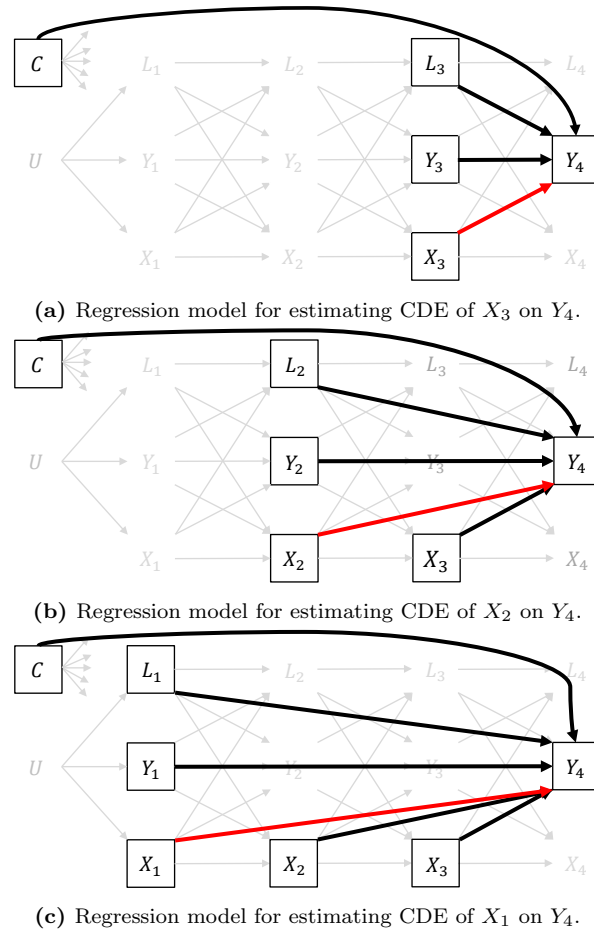 C L₁ L₂ L₃ L₄
U Y₁ Y₂ Y₃ Y₄
X₁ X₂ X₃ X₄
(a) Regression model for estimating CDE of X₃ on Y₄.
C L₁ L₂ L₃ L₄
U Y₁ Y₂ Y₃ Y₄
X₁ X₂ X₃ X₄
(b) Regression model for estimating CDE of X₂ on Y₄.
C L₁ L₂ L₃ L₄
U Y₁ Y₂ Y₃ Y₄
X₁ X₂ X₃ X₄
(c) Regression model for estimating CDE of X₁ on Y₄.